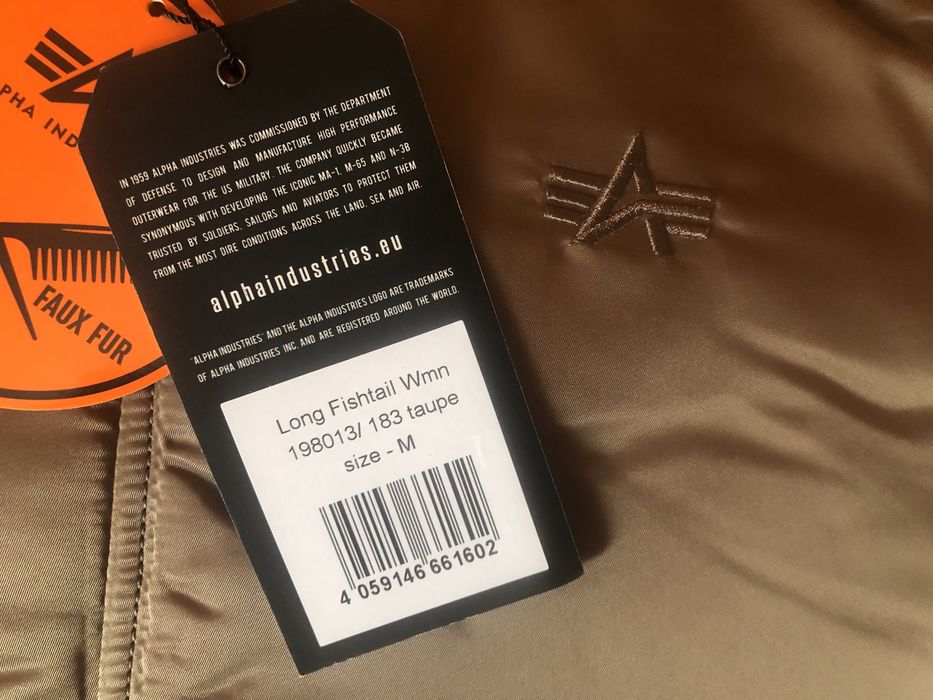 PHA IND
FAUX FUR
IN 1959 ALPHA INDUSTRIES WAS COMMISSIONED BY THE DEPARTMENT
OF DEFENSE TO DESIGN AND MANUFACTURE HIGH PERFORMANCE
OUTERWEAR FOR THE US MILITARY. THE COMPANY QUICKLY BECAME
SYNONYMOUS WITH DEVELOPING THE ICONIC MA-1, M-65 AND N-3B
TRUSTED BY SOLDIERS, SAILORS AND AVIATORS TO PROTECT THEM
FROM THE MOST DIRE CONDITIONS ACROSS THE LAND, SEA AND AIR.
alphaindustries.eu
"ALPHA INDUSTRIES" AND THE ALPHA INDUSTRIES LOGO ARE TRADEMARKS
OF ALPHA INDUSTRIES INC. AND ARE REGISTERED AROUND THE WORLD.
Long Fishtail Wmn
198013/ 183 taupe
size - M
4 059146 661602